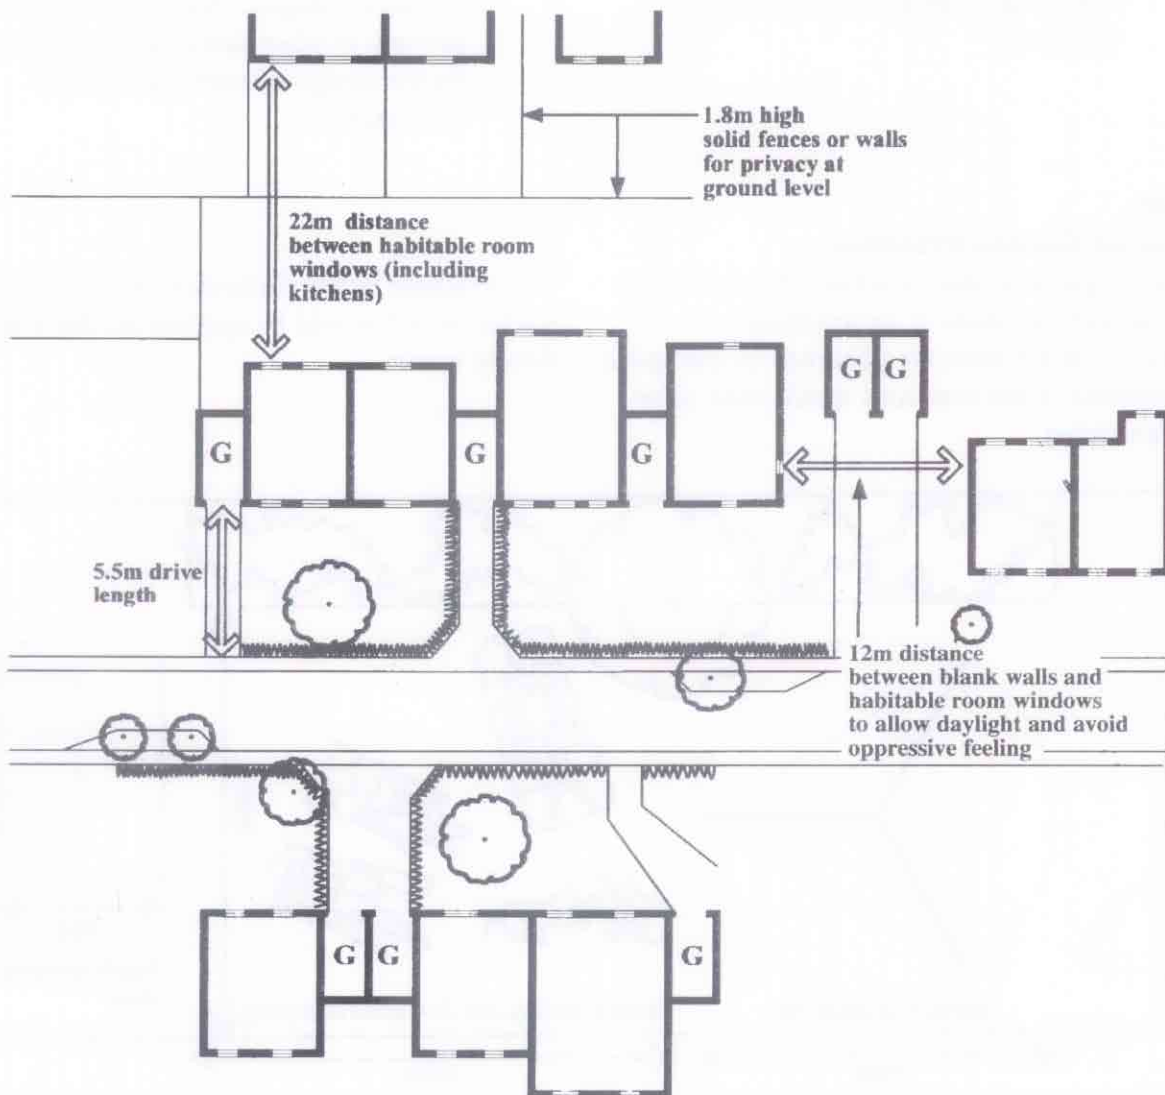 1.8m high
solid fences or walls
for privacy at
ground level
22m distance
between habitable room
windows (including
kitchens)
G G
G
G
G
5.5m drive
length
12m distance
between blank walls and
habitable room windows
to allow daylight and avoid
oppressive feeling
G G
G